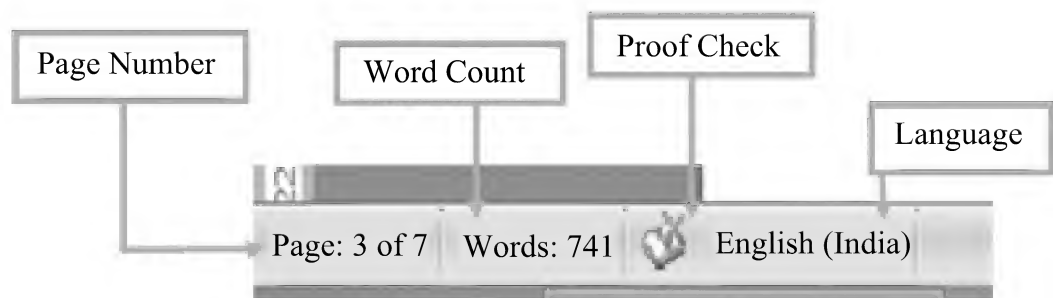 Page Number
Word Count
Proof Check
Language
Page: 3 of 7
Words: 741
English (India)